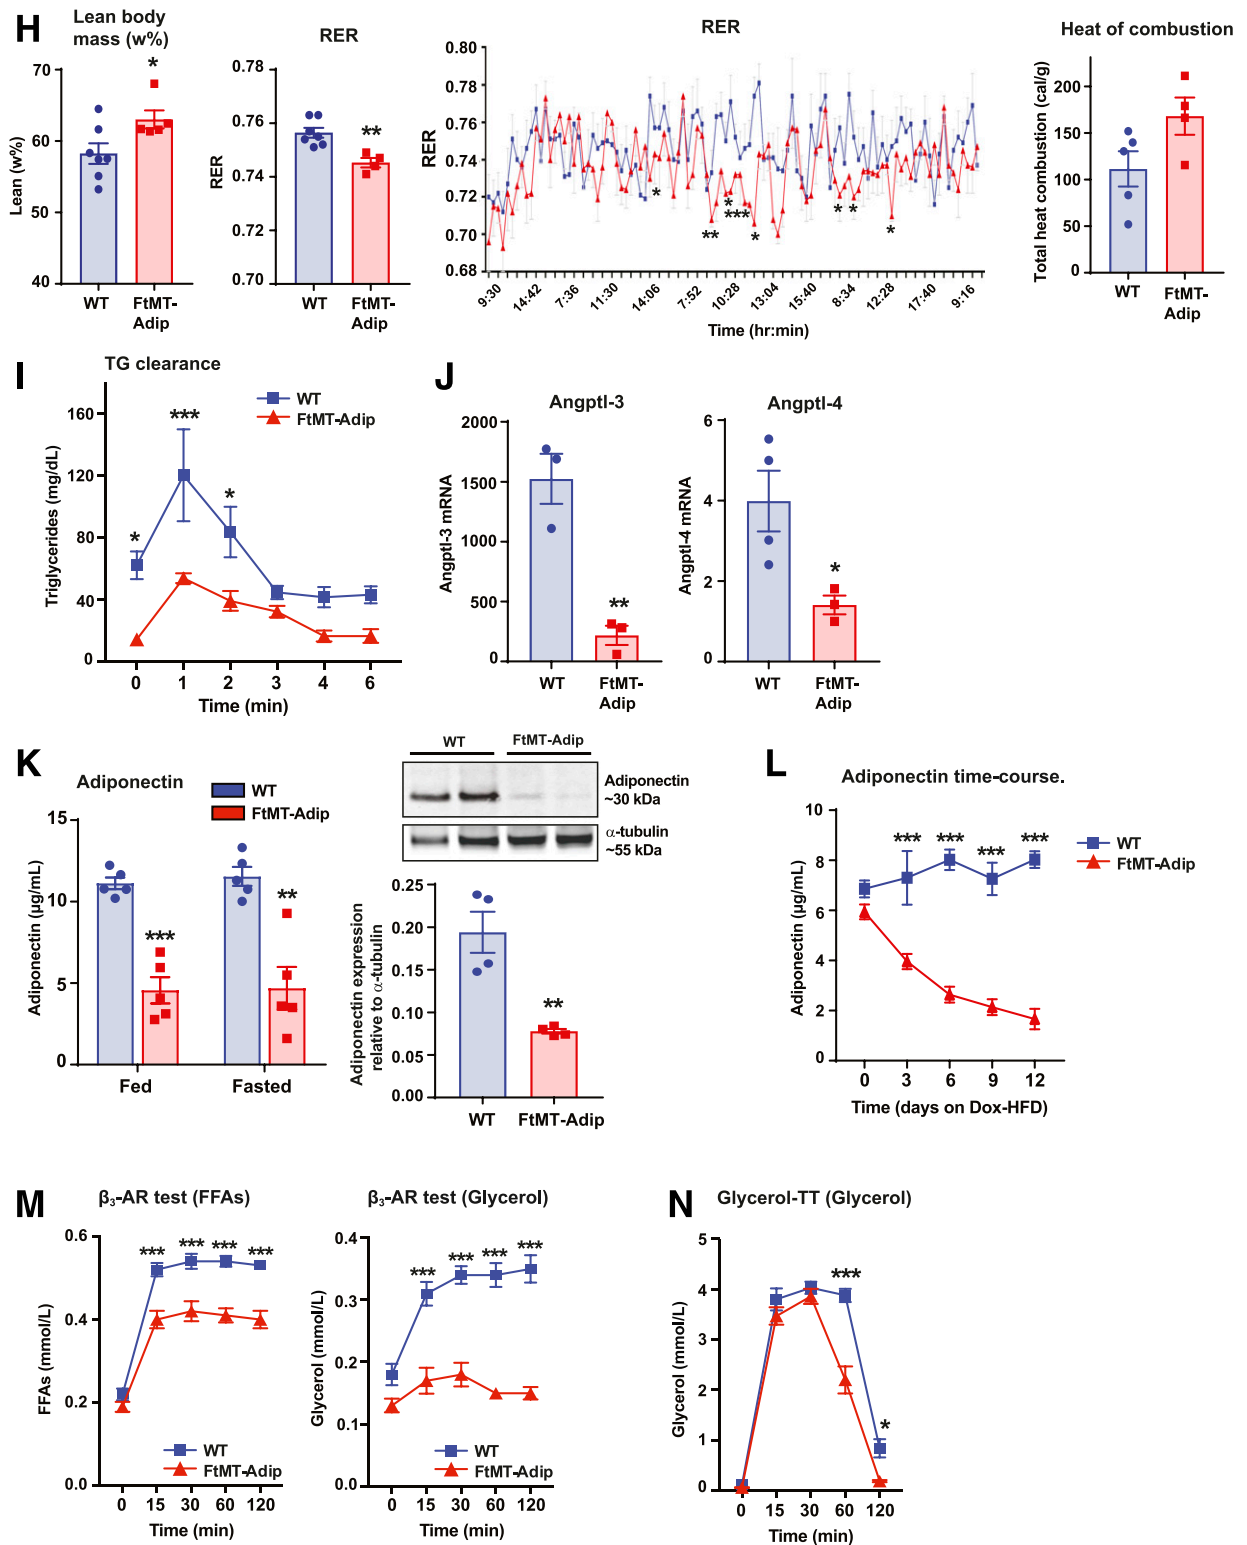 H
Lean body
mass (w%)
*
Lean (w%)
70
60
50
40
WT
FtMT-
Adip
RER
**
RER
0.78
0.76
0.74
0.72
0.70
WT
FtMT-
Adip
RER
RER
0.80
0.78
0.76
0.74
0.72
0.70
0.68
*
**
*
***
*
*
*
*
9:30
14:42
7:36
11:30
14:06
7:52
10:28
13:04
15:40
8:34
12:28
17:40
9:16
Time (hr:min)
Heat of combustion
Total heat combustion (cal/g)
200
150
100
50
0
WT
FtMT-
Adip
I
TG clearance
WT
FtMT-Adip
Triglycerides (mg/dL)
160
120
80
40
0
*
***
*
0 1 2 3 4 6
Time (min)
J
Angptl-3
Angptl-3 mRNA
2000
1500
1000
500
0
**
WT
FtMT-
Adip
Angptl-4
Angptl-4 mRNA
6
4
2
0
*
WT
FtMT-
Adip
K
Adiponectin
WT
FtMT-Adip
Adiponectin (µg/mL)
15
10
5
0
***
**
Fed
Fasted
WT
FtMT-Adip
Adiponectin
~30 kDa
α-tubulin
~55 kDa
Adiponectin expression
relative to α-tubulin
0.25
0.20
0.15
0.10
0.05
0.00
**
WT
FtMT-Adip
L
Adiponectin time-course.
WT
FtMT-Adip
Adiponectin (µg/mL)
10
8
6
4
2
0
*** *** *** ***
0 3 6 9 12
Time (days on Dox-HFD)
M
β₃-AR test (FFAs)
FFAs (mmol/L)
0.6
0.4
0.2
0.0
*** *** *** ***
WT
FtMT-Adip
0 15 30 60 120
Time (min)
β₃-AR test (Glycerol)
Glycerol (mmol/L)
0.4
0.3
0.2
0.1
0.0
*** *** *** ***
WT
FtMT-Adip
0 15 30 60 120
Time (min)
N
Glycerol-TT (Glycerol)
Glycerol (mmol/L)
5
4
3
2
1
0
***
*
0 15 30 60 120
Time (min)